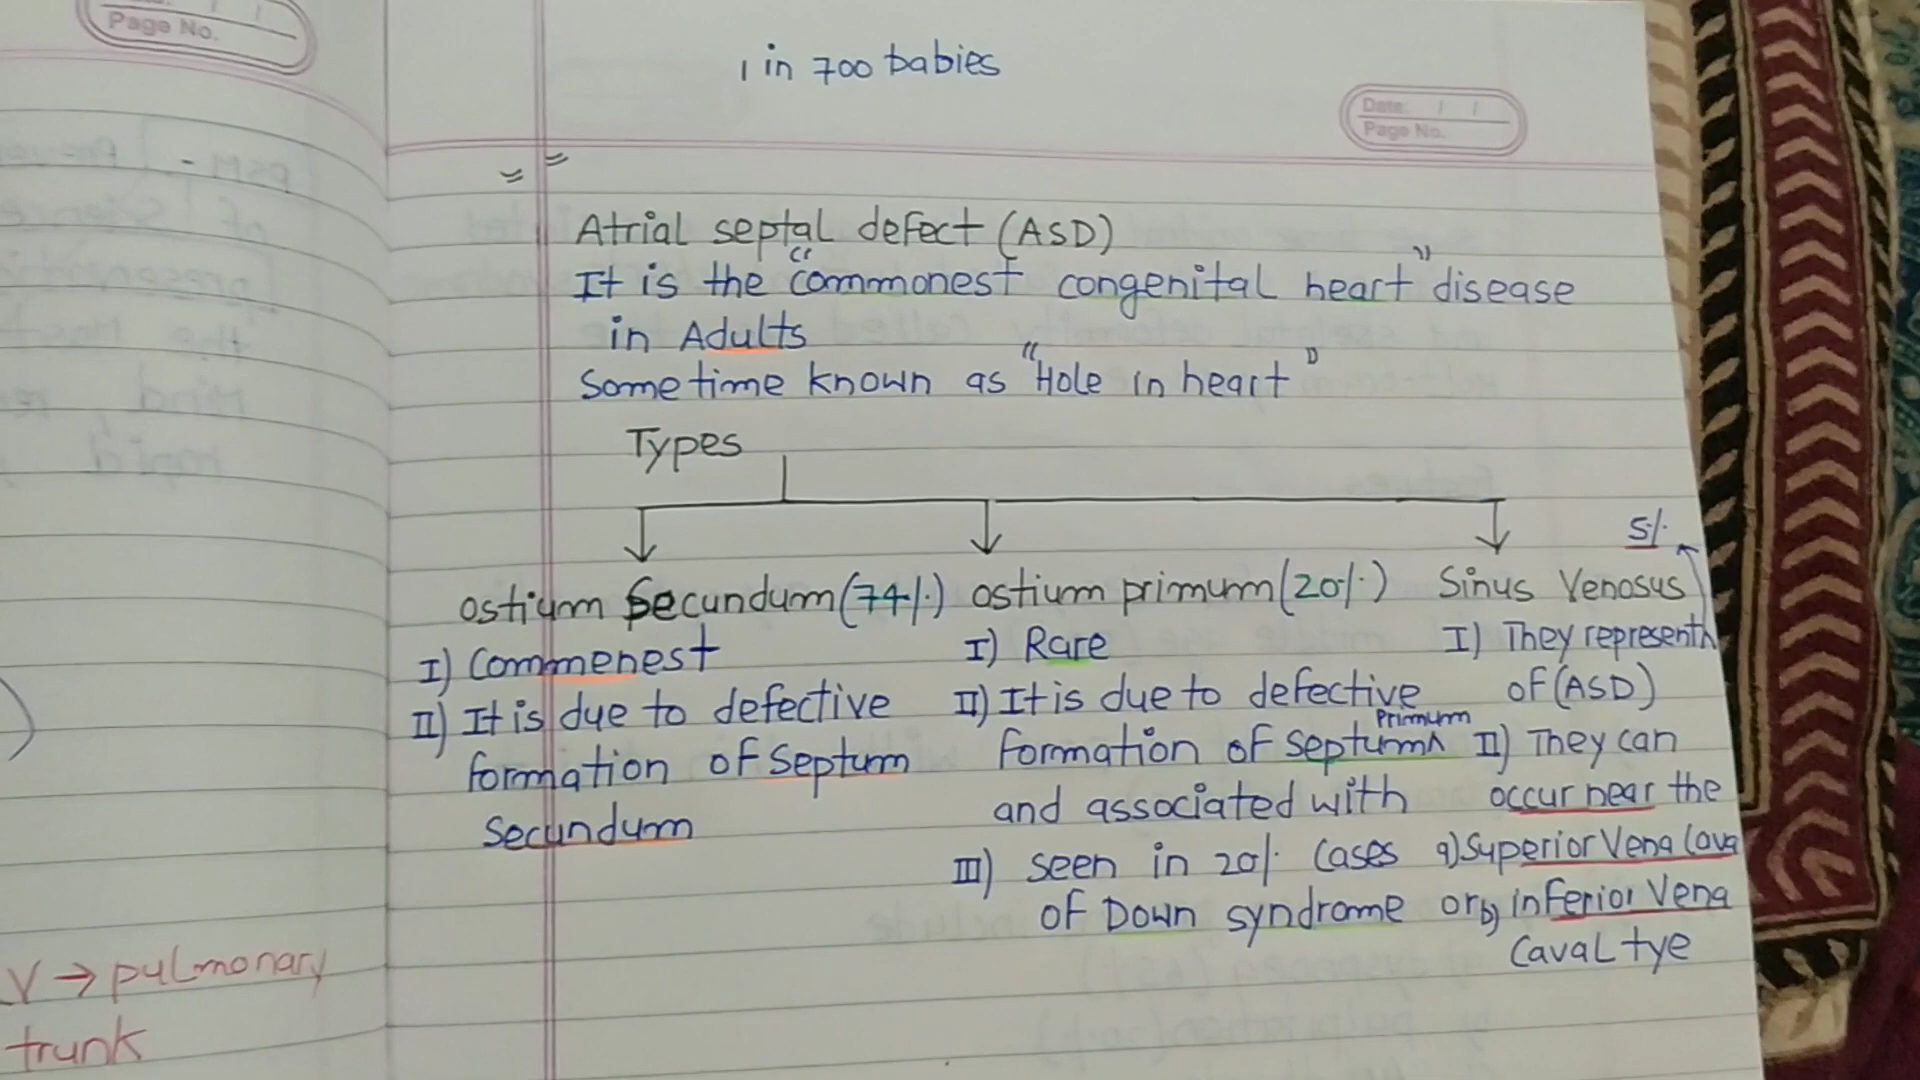 Page No.
1 in 700 babies
Date: / /
Page No.
Atrial septal defect (ASD)
It is the "commonest congenital heart" disease
in Adults
sometime known as "Hole in heart"
Types
5%
ostium Secundum (74%) ostium primum (20%) Sinus Venosus
I) Commenest
II) It is due to defective
formation of septum
secundum
I) Rare
II) It is due to defective
formation of septum primum
and associated with
III) seen in 20% Cases
of Down syndrome
I) They represent
of (ASD)
II) They can
occur near the
a) Superior Vena Cava
or b) inferior Vena
Caval tye
V → pulmonary
trunk